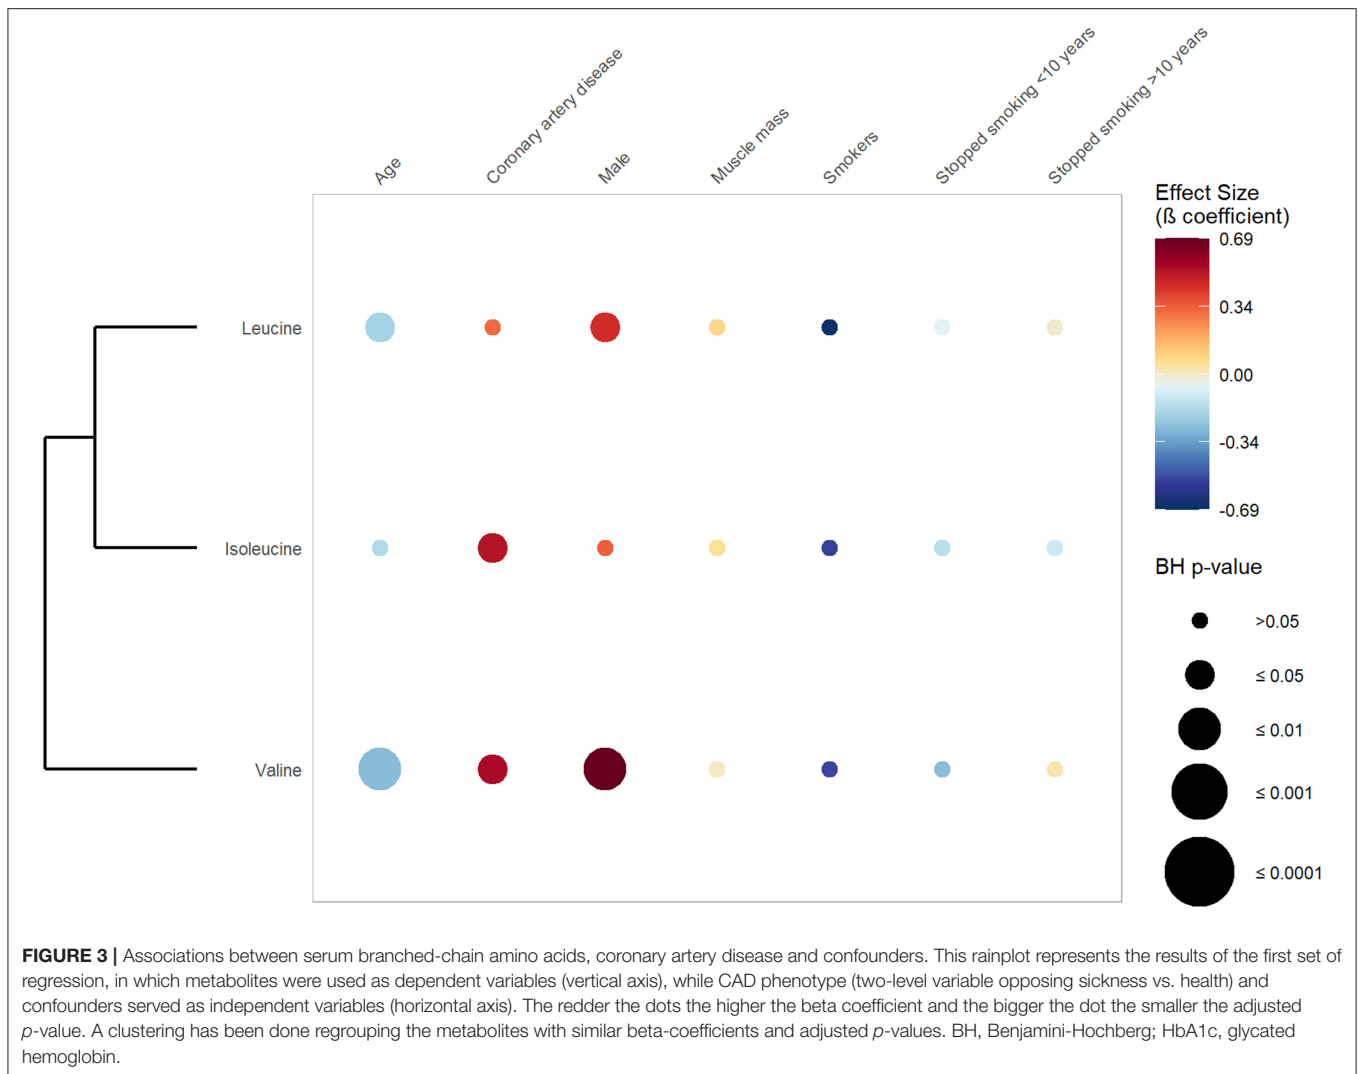 Age
Coronary artery disease
Male
Muscle mass
Smokers
Stopped smoking <10 years
Stopped smoking >10 years
Leucine
Isoleucine
Valine
Effect Size
(ß coefficient)
0.69
0.34
0.00
-0.34
-0.69
BH p-value
>0.05
≤ 0.05
≤ 0.01
≤ 0.001
≤ 0.0001
FIGURE 3 | Associations between serum branched-chain amino acids, coronary artery disease and confounders. This rainplot represents the results of the first set of
regression, in which metabolites were used as dependent variables (vertical axis), while CAD phenotype (two-level variable opposing sickness vs. health) and
confounders served as independent variables (horizontal axis). The redder the dots the higher the beta coefficient and the bigger the dot the smaller the adjusted
p-value. A clustering has been done regrouping the metabolites with similar beta-coefficients and adjusted p-values. BH, Benjamini-Hochberg; HbA1c, glycated
hemoglobin.